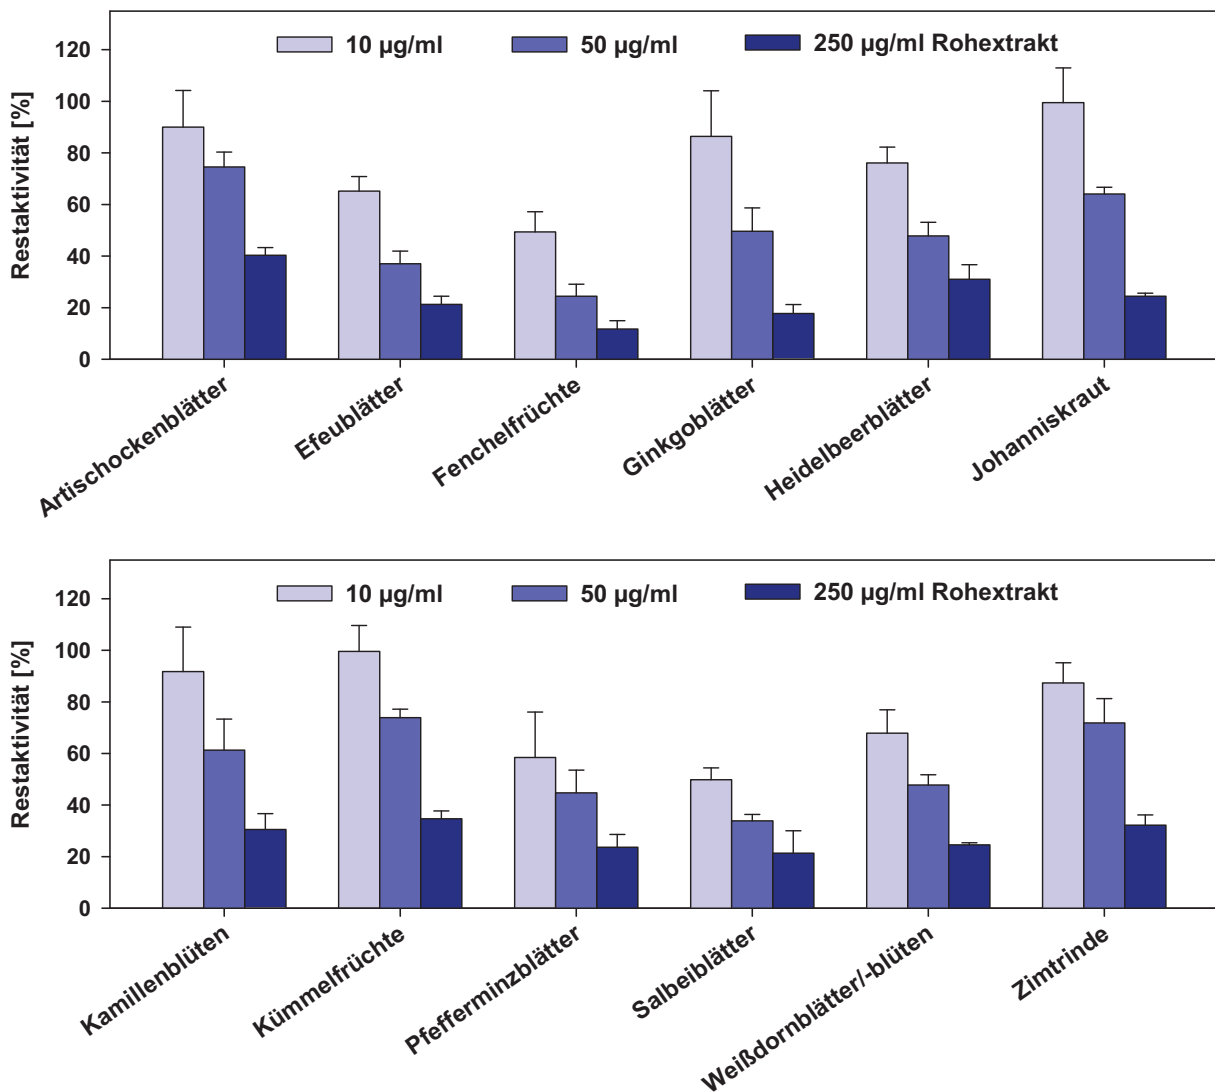 10 µg/ml 50 µg/ml 250 µg/ml Rohextrakt
Restaktivität [%]
120
100
80
60
40
20
0
Artischockenblätter
Efeublätter
Fenchelfrüchte
Ginkgoblätter
Heidelbeerblätter
Johanniskraut
10 µg/ml 50 µg/ml 250 µg/ml Rohextrakt
Restaktivität [%]
120
100
80
60
40
20
0
Kamillenblüten
Kümmelfrüchte
Pfefferminzblätter
Salbeiblätter
Weißdornblätter/-blüten
Zimtrinde